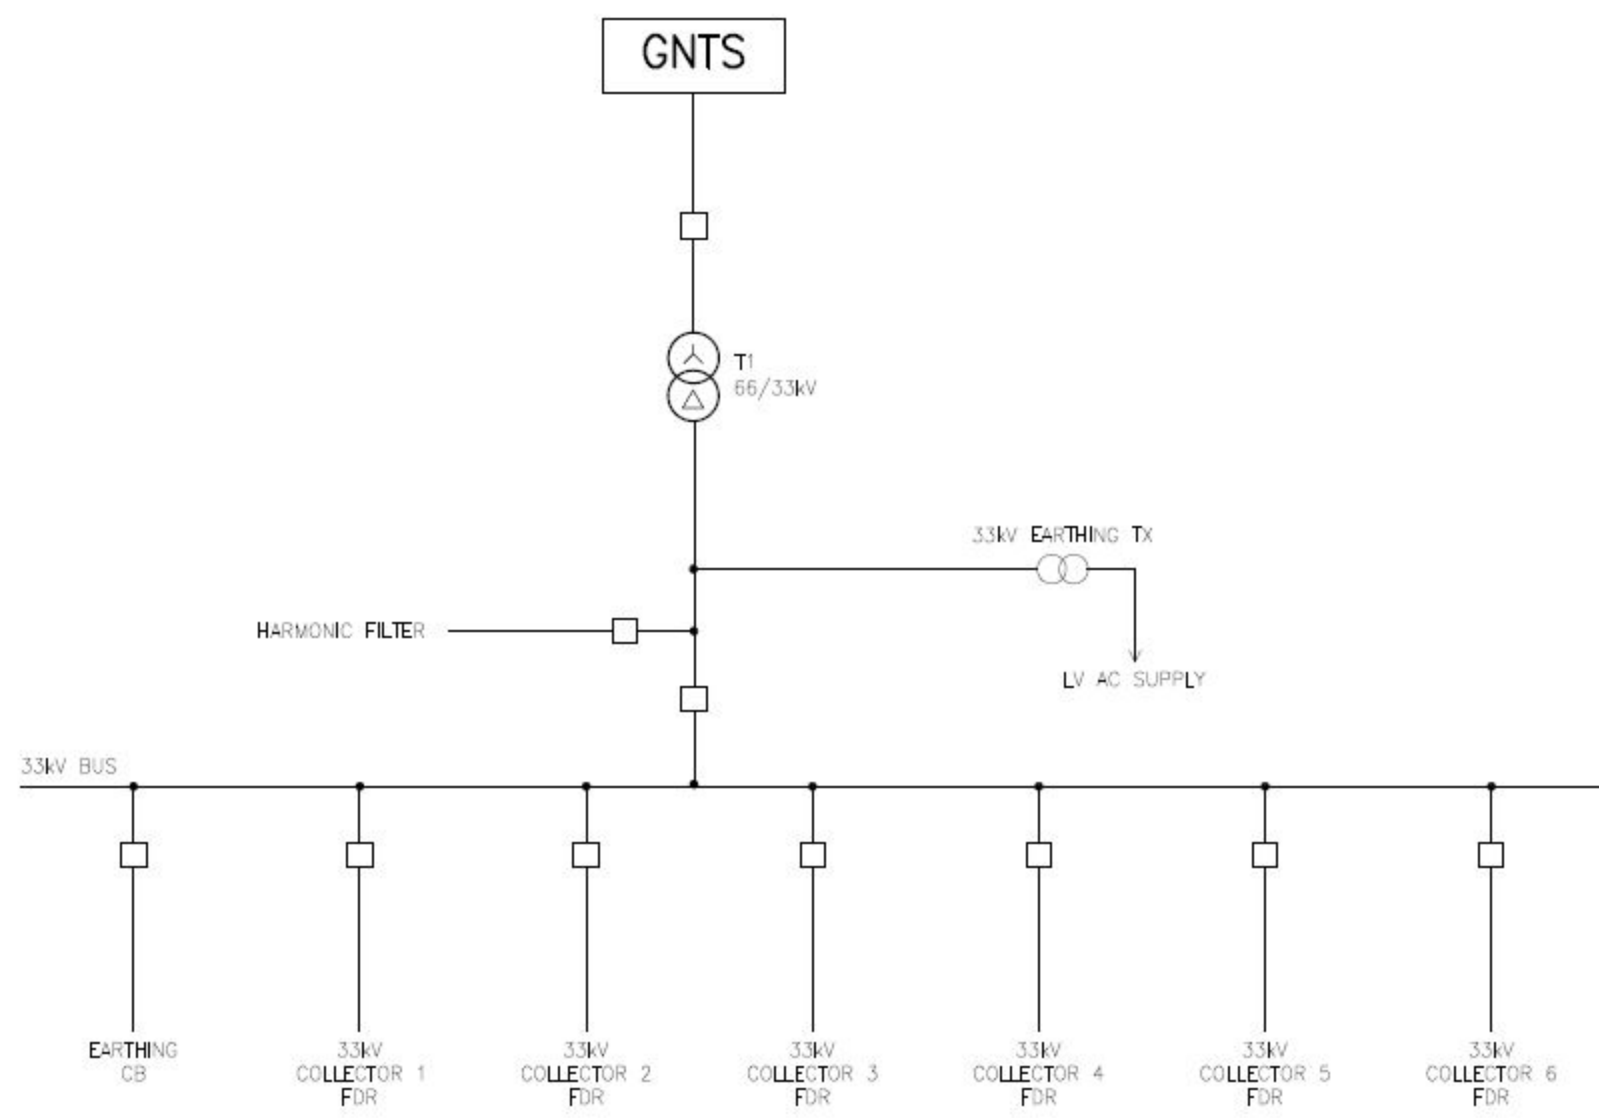 GNTS
T1
66/33kV
33kV EARTHING TX
HARMONIC FILTER
LV AC SUPPLY
33kV BUS
EARTHING
CB
33kV
COLLECTOR 1
FDR
33kV
COLLECTOR 2
FDR
33kV
COLLECTOR 3
FDR
33kV
COLLECTOR 4
FDR
33kV
COLLECTOR 5
FDR
33kV
COLLECTOR 6
FDR